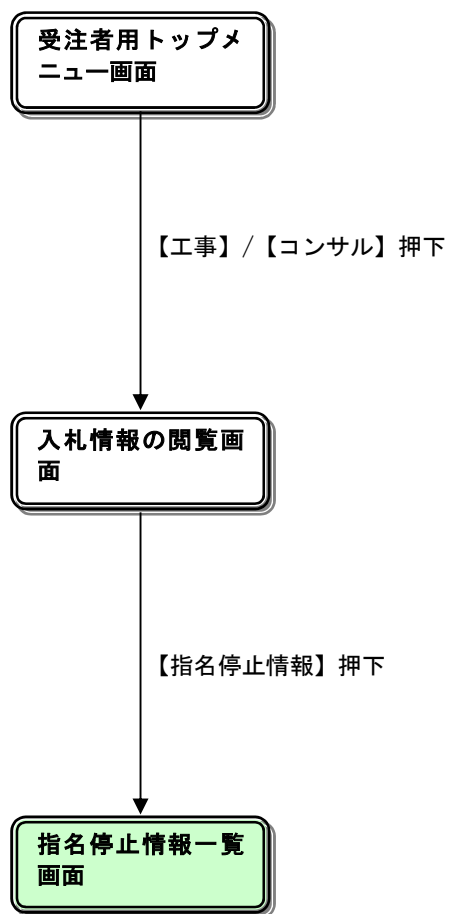 受注者用トップメ
ニュー画面
【工事】/【コンサル】押下
入札情報の閲覧画
面
【指名停止情報】押下
指名停止情報一覧
画面